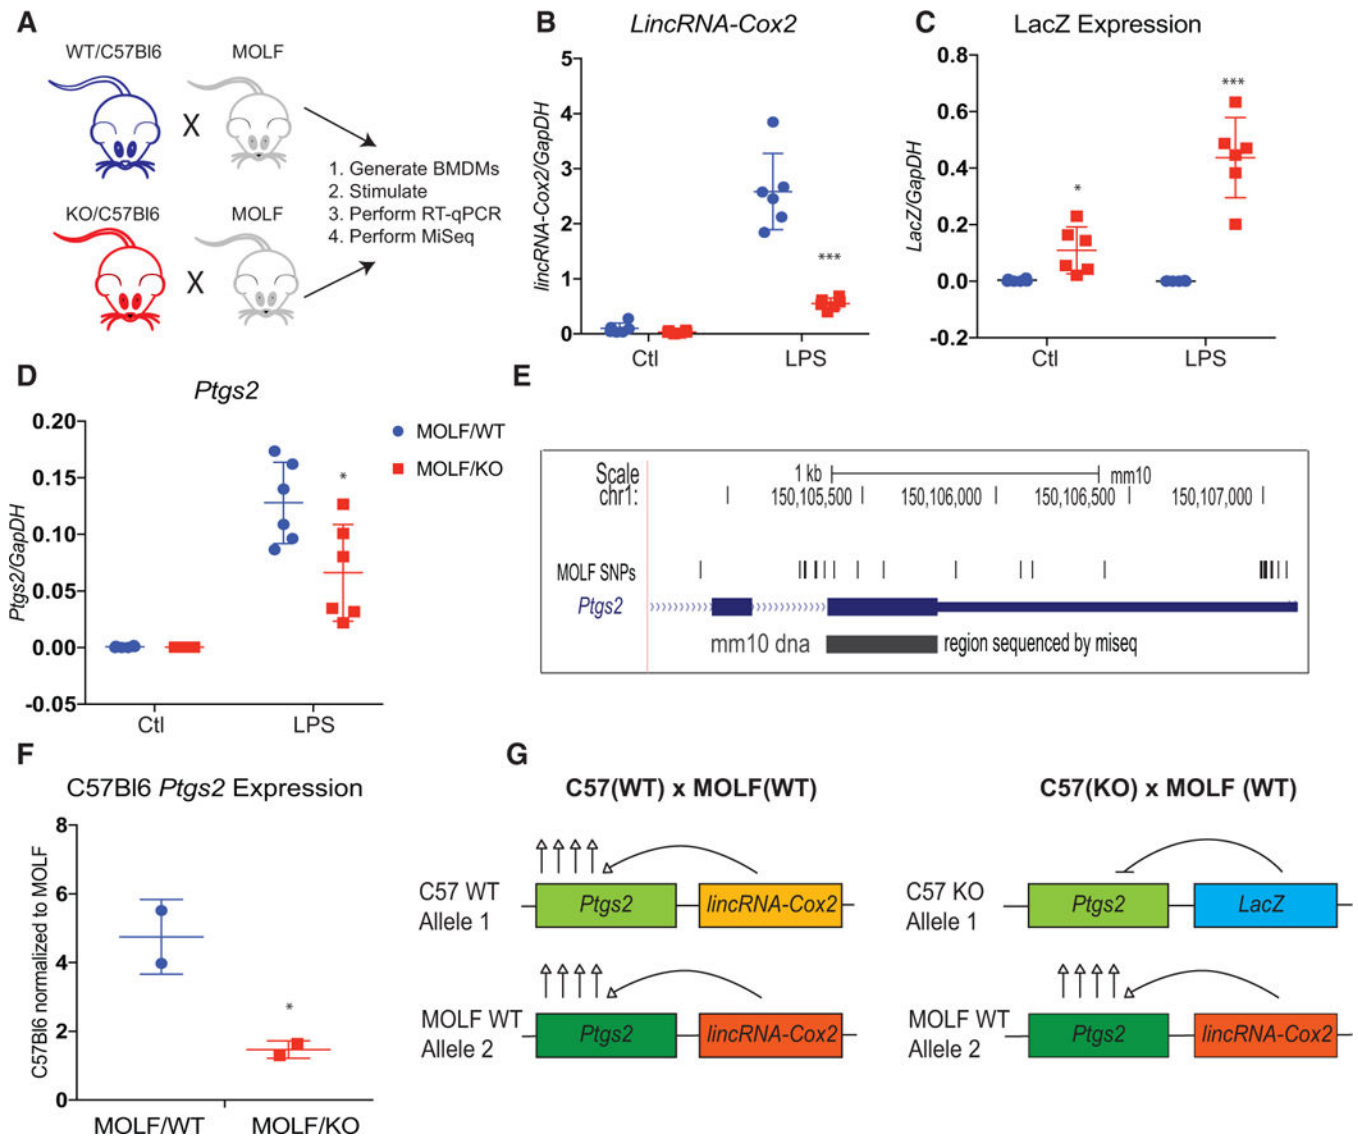 A
WT/C57Bl6
MOLF
X
KO/C57Bl6
MOLF
X
1. Generate BMDMs
2. Stimulate
3. Perform RT-qPCR
4. Perform MiSeq
B
LincRNA-Cox2
lincRNA-Cox2/GapDH
5
4
3
2
1
0
***
Ctl
LPS
C
LacZ Expression
LacZ/GapDH
0.8
0.6
0.4
0.2
0.0
-0.2
*
***
Ctl
LPS
D
Ptgs2
Ptgs2/GapDH
0.20
0.15
0.10
0.05
0.00
-0.05
*
Ctl
LPS
MOLF/WT
MOLF/KO
E
Scale
1 kb
mm10
chr1:
150,105,500
150,106,000
150,106,500
150,107,000
MOLF SNPs
Ptgs2
mm10 dna
region sequenced by miseq
F
C57Bl6 Ptgs2 Expression
C57Bl6 normalized to MOLF
8
6
4
2
0
*
MOLF/WT
MOLF/KO
G
C57(WT) x MOLF(WT)
C57 WT
Allele 1
Ptgs2
lincRNA-Cox2
MOLF WT
Allele 2
Ptgs2
lincRNA-Cox2
C57(KO) x MOLF (WT)
C57 KO
Allele 1
Ptgs2
LacZ
MOLF WT
Allele 2
Ptgs2
lincRNA-Cox2